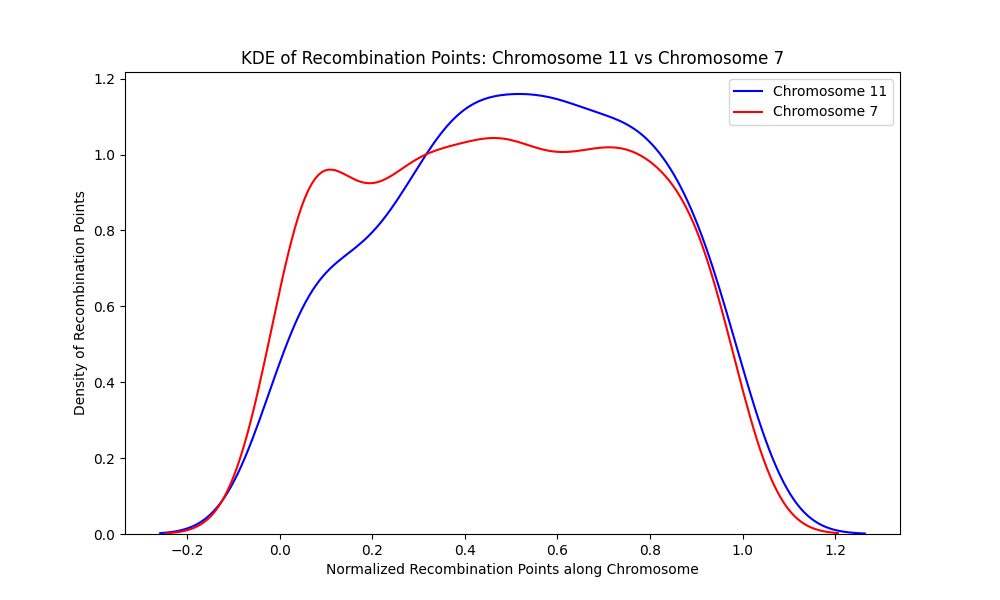 KDE of Recombination Points: Chromosome 11 vs Chromosome 7
Chromosome 11
Chromosome 7
Density of Recombination Points
1.2
1.0
0.8
0.6
0.4
0.2
0.0
−0.2 0.0 0.2 0.4 0.6 0.8 1.0 1.2
Normalized Recombination Points along Chromosome